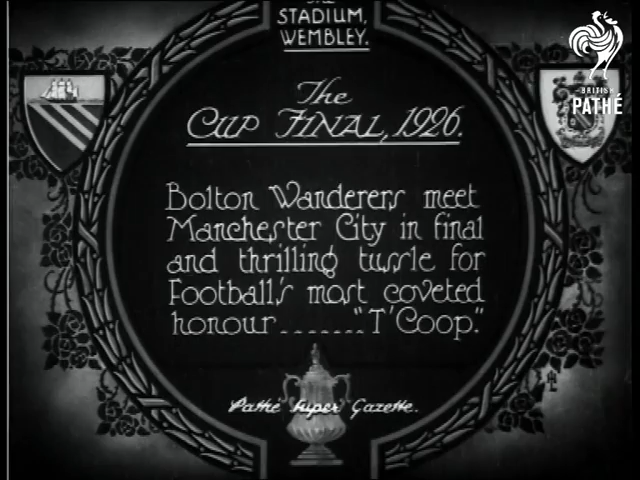 STADIUM,
WEMBLEY.
The
CUP FINAL, 1926.
Bolton Wanderers meet
Manchester City in final
and thrilling tussle for
Football's most coveted
honour......."T'Coop."
Pathé Super Gazette.
BRITISH
PATHÉ